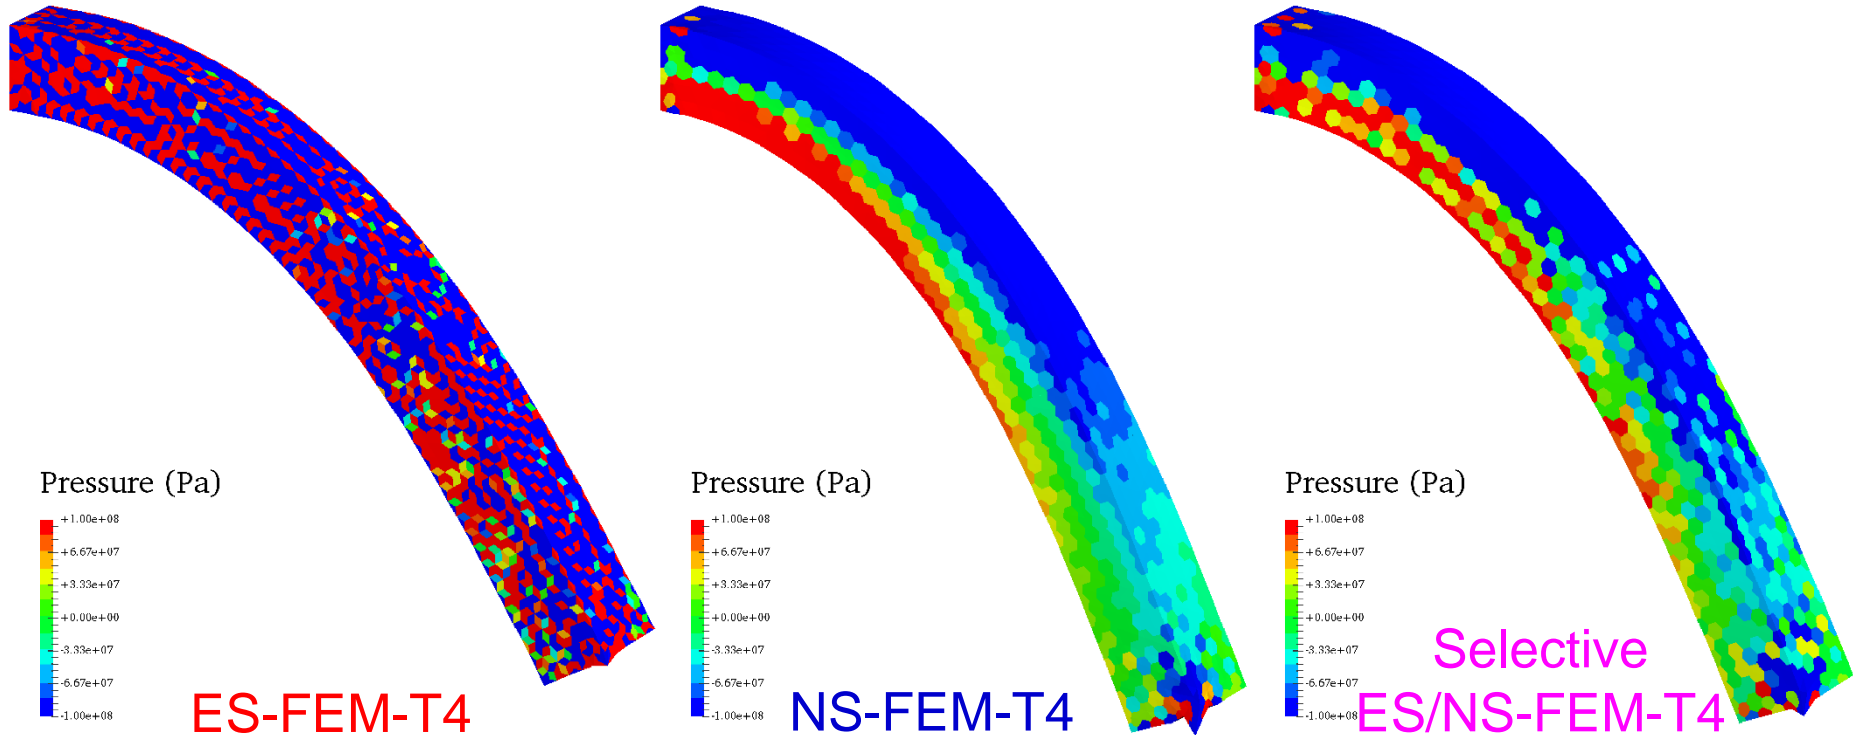 Pressure (Pa)
+1.00e+08
+6.67e+07
+3.33e+07
+0.00e+00
-3.33e+07
-6.67e+07
-1.00e+08
ES-FEM-T4
Pressure (Pa)
+1.00e+08
+6.67e+07
+3.33e+07
+0.00e+00
-3.33e+07
-6.67e+07
-1.00e+08
NS-FEM-T4
Pressure (Pa)
+1.00e+08
+6.67e+07
+3.33e+07
+0.00e+00
-3.33e+07
-6.67e+07
-1.00e+08
Selective
ES/NS-FEM-T4